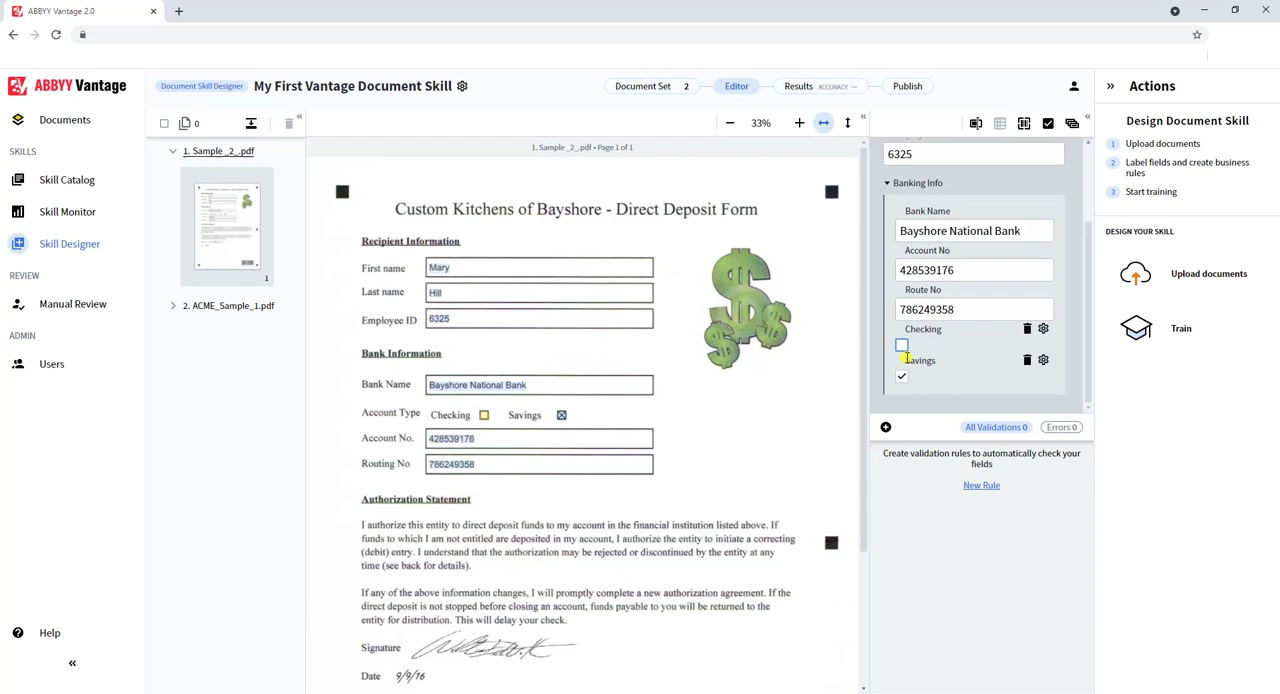 ABBYY Vantage 2.0
ABBYY Vantage
Documents
SKILLS
Skill Catalog
Skill Monitor
Skill Designer
REVIEW
Manual Review
ADMIN
Users
Help
Document Skill Designer
My First Vantage Document Skill
Document Set 2
Editor
Results ACCURACY --
Publish
0
1. Sample _2_.pdf
1
2. ACME_Sample_1.pdf
33%
1. Sample _2_.pdf • Page 1 of 1
Custom Kitchens of Bayshore - Direct Deposit Form
Recipient Information
First name Mary
Last name Hill
Employee ID 6325
Bank Information
Bank Name Bayshore National Bank
Account Type Checking Savings
Account No. 428539176
Routing No 786249358
Authorization Statement
I authorize this entity to direct deposit funds to my account in the financial institution listed above. If
funds to which I am not entitled are deposited in my account, I authorize the entity to initiate a correcting
(debit) entry. I understand that the authorization may be rejected or discontinued by the entity at any
time (see back for details).
If any of the above information changes, I will promptly complete a new authorization agreement. If the
direct deposit is not stopped before closing an account, funds payable to you will be returned to the
entity for distribution. This will delay your check.
Signature
Date 9/9/16
6325
Banking Info
Bank Name
Bayshore National Bank
Account No
428539176
Route No
786249358
Checking
Savings
All Validations 0
Errors 0
Create validation rules to automatically check your
fields
New Rule
Actions
Design Document Skill
1 Upload documents
2 Label fields and create business
rules
3 Start training
DESIGN YOUR SKILL
Upload documents
Train